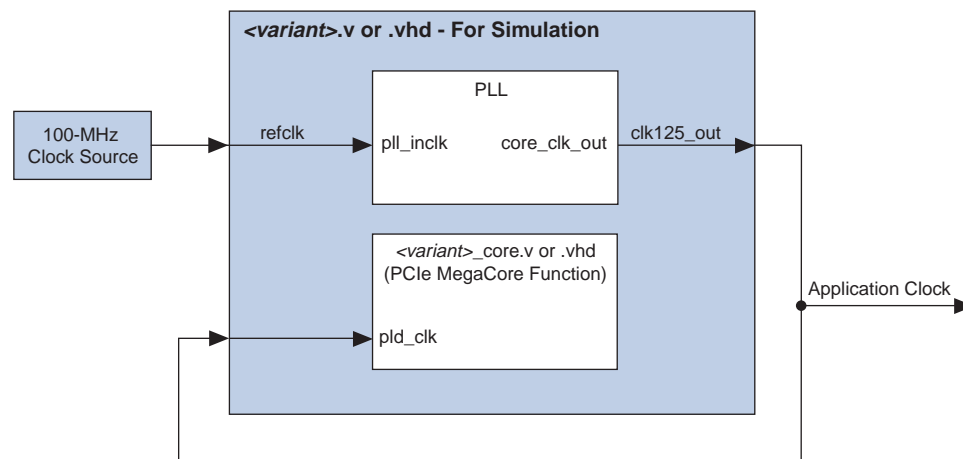 <variant>.v or .vhd - For Simulation
PLL
100-MHz
Clock Source
refclk
pll_inclk
core_clk_out
clk125_out
<variant>_core.v or .vhd
(PCIe MegaCore Function)
Application Clock
pld_clk